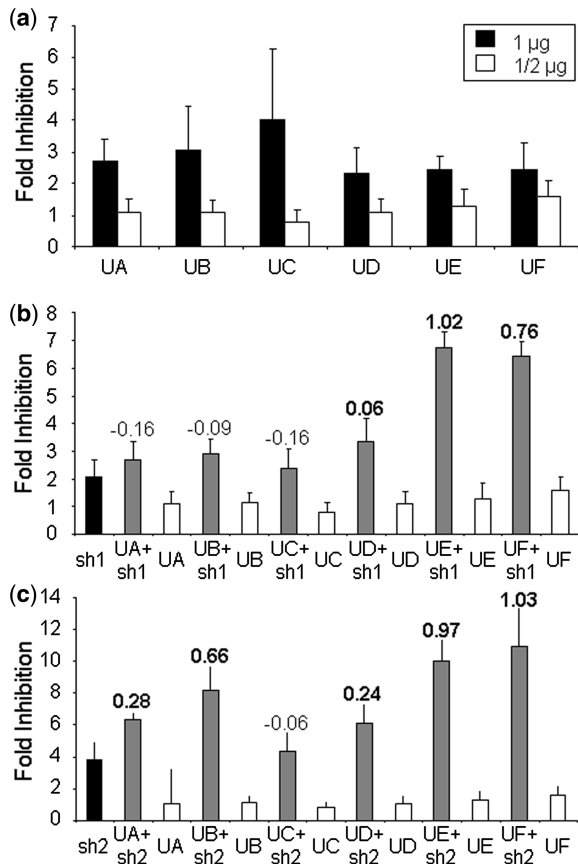 (a)
Fold Inhibition
7
6
5
4
3
2
1
0
1 µg
1/2 µg
UA UB UC UD UE UF
(b)
Fold Inhibition
8
7
6
5
4
3
2
1
0
-0.16 -0.09 -0.16 0.06 1.02 0.76
sh1 UA+ sh1 UA UB+ sh1 UB UC+ sh1 UC UD+ sh1 UD UE+ sh1 UE UF+ sh1 UF
(c)
Fold Inhibition
14
12
10
8
6
4
2
0
0.28 0.66 -0.06 0.24 0.97 1.03
sh2 UA+ sh2 UA UB+ sh2 UB UC+ sh2 UC UD+ sh2 UD UE+ sh2 UE UF+ sh2 UF